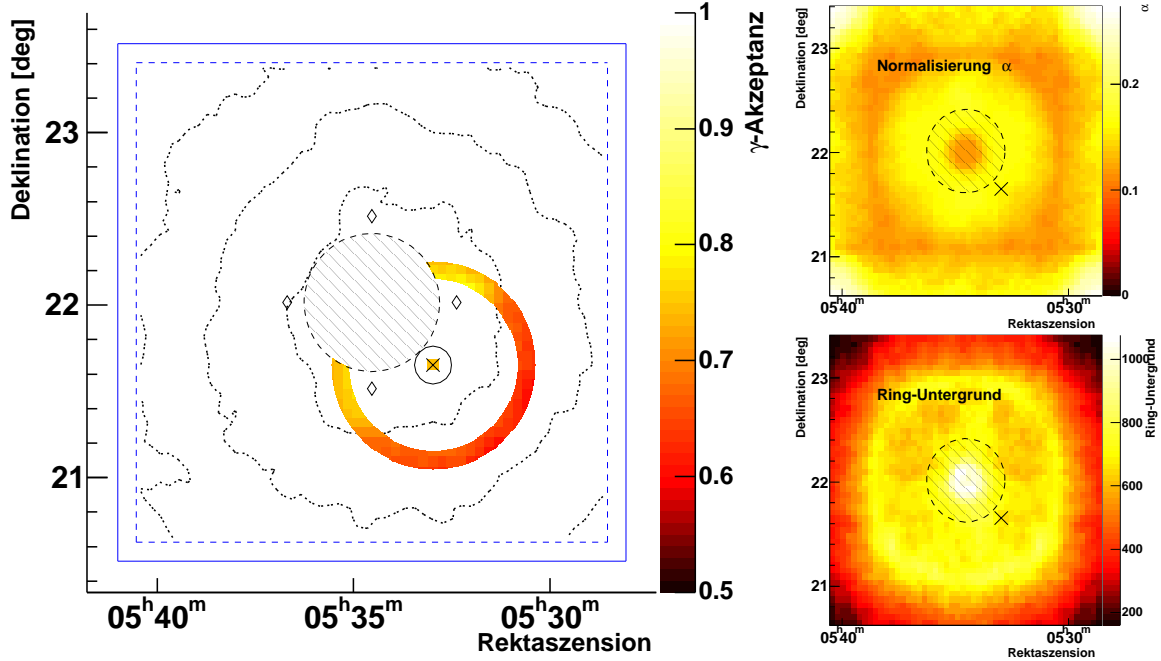 Deklination [deg]
23
22
21
05ʰ40ᵐ
05ʰ35ᵐ
05ʰ30ᵐ
Rektaszension
1
0.9
0.8
0.7
0.6
0.5
γ-Akzeptanz
Deklination [deg]
23
22
21
Normalisierung α
05ʰ40ᵐ
05ʰ30ᵐ
Rektaszension
α
0.2
0.1
0
Deklination [deg]
23
22
21
Ring-Untergrund
05ʰ40ᵐ
05ʰ30ᵐ
Rektaszension
Ring-Untergrund
1000
800
600
400
200